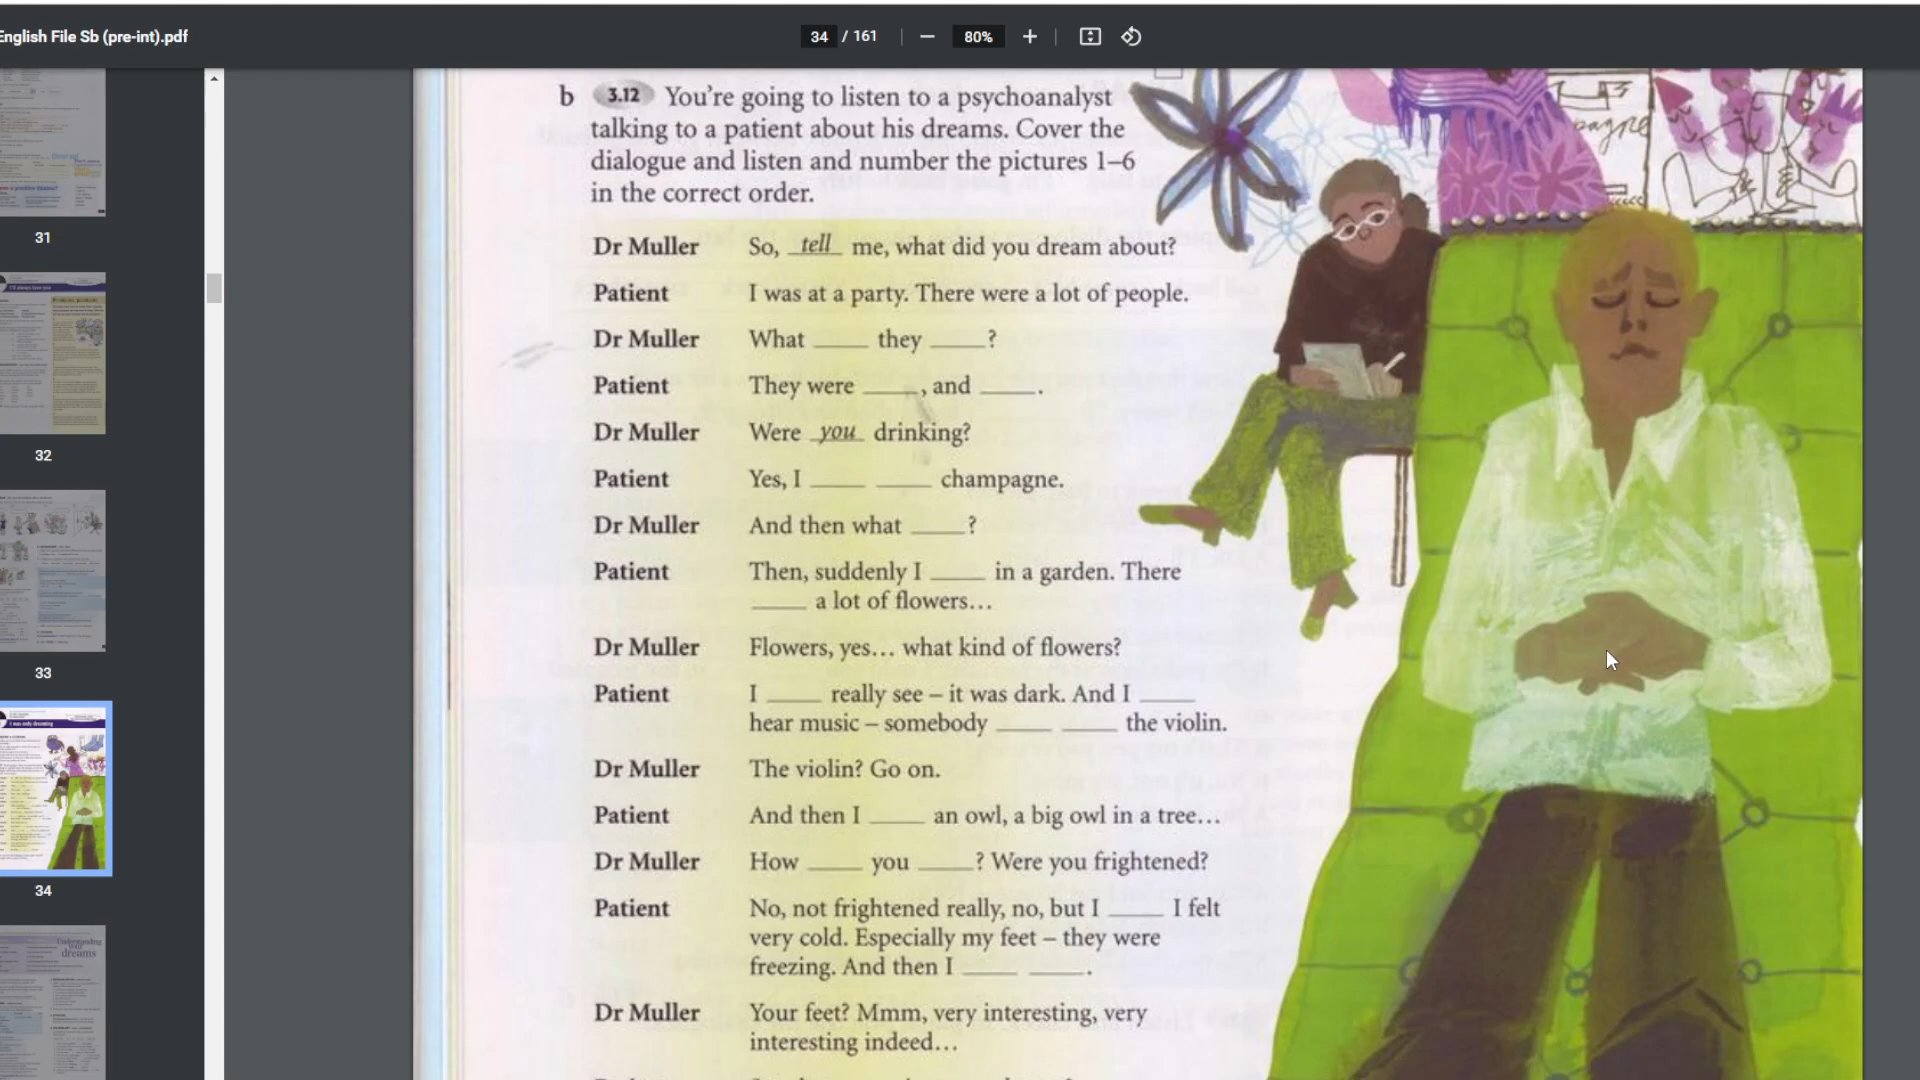 English File Sb (pre-int).pdf
34 / 161
80%
31
32
33
34
Understanding
your
dreams
b 3.12 You're going to listen to a psychoanalyst
talking to a patient about his dreams. Cover the
dialogue and listen and number the pictures 1–6
in the correct order.
Dr Muller So, tell me, what did you dream about?
Patient I was at a party. There were a lot of people.
Dr Muller What ____ they ____?
Patient They were ____, and ____.
Dr Muller Were you drinking?
Patient Yes, I ____ ____ champagne.
Dr Muller And then what ____?
Patient Then, suddenly I ____ in a garden. There
____ a lot of flowers…
Dr Muller Flowers, yes… what kind of flowers?
Patient I ____ really see – it was dark. And I ____
hear music – somebody ____ ____ the violin.
Dr Muller The violin? Go on.
Patient And then I ____ an owl, a big owl in a tree…
Dr Muller How ____ you ____? Were you frightened?
Patient No, not frightened really, no, but I ____ I felt
very cold. Especially my feet – they were
freezing. And then I ____ ____.
Dr Muller Your feet? Mmm, very interesting, very
interesting indeed…